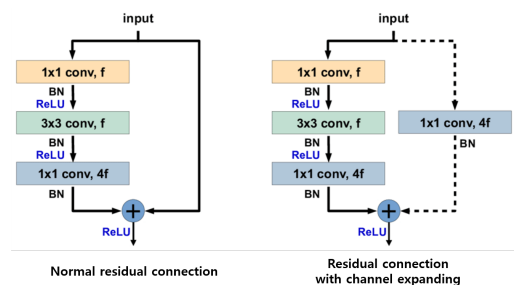 input
1x1 conv, f
BN
ReLU
3x3 conv, f
BN
ReLU
1x1 conv, 4f
BN
+
ReLU
Normal residual connection
input
1x1 conv, f
BN
ReLU
3x3 conv, f
BN
ReLU
1x1 conv, 4f
BN
1x1 conv, 4f
BN
+
ReLU
Residual connection
with channel expanding